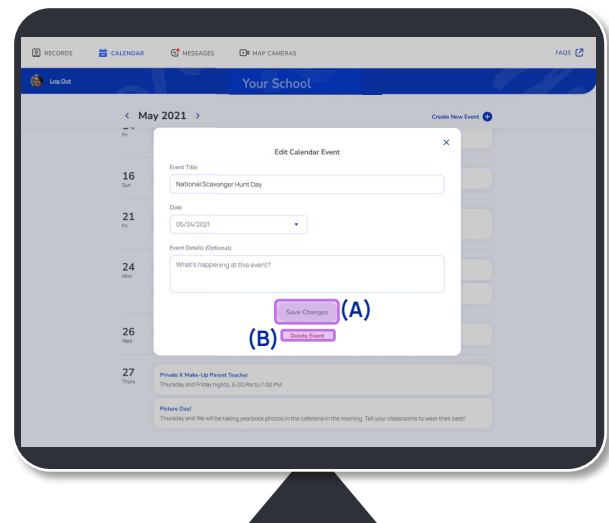 RECORDS CALENDAR MESSAGES MAP CAMERAS FAQS
Log Out Your School
< May 2021 > Create New Event
Fri
Edit Calendar Event
Event Title
16
Sun
National Scavenger Hunt Day
Date
21
Fri
05/24/2021
Event Details (Optional)
24
Mon
What's happening at this event?
Save Changes (A)
26
Wed
(B) Delete Event
27
Thurs
Private K Make-Up Parent Teacher
Thursday and Friday nights, 6:00 PM to 7:00 PM
Picture Day!
Thursday and We will be taking yearbook photos in the cafeteria in the morning. Tell your classrooms to wear their best!